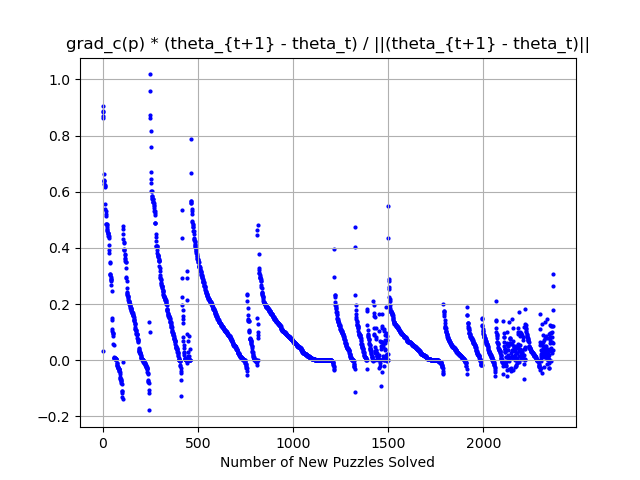 grad_c(p) * (theta_{t+1} - theta_t) / ||(theta_{t+1} - theta_t)||
1.0
0.8
0.6
0.4
0.2
0.0
−0.2
0 500 1000 1500 2000
Number of New Puzzles Solved